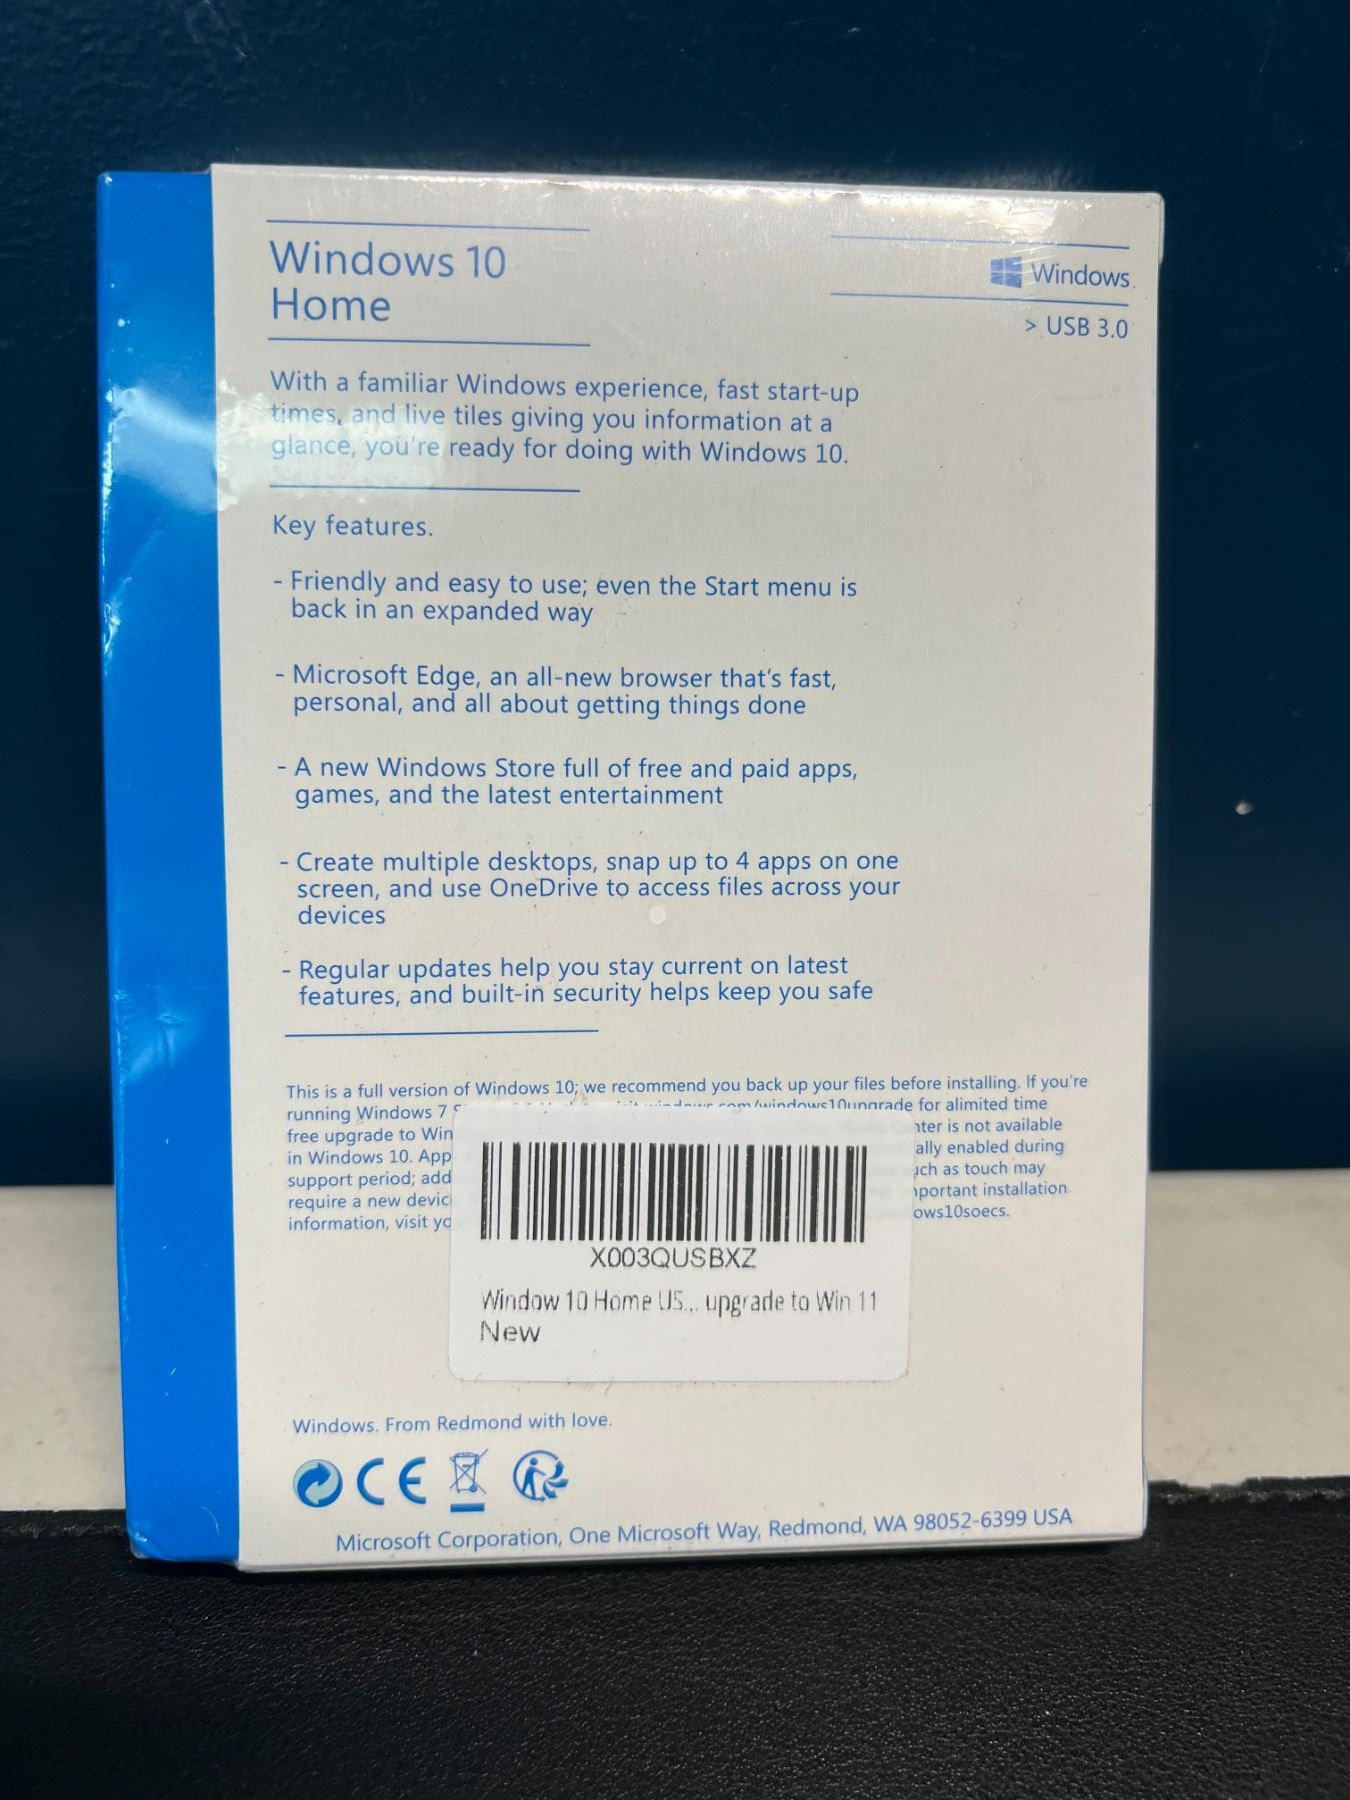 Windows 10
Home
Windows.
> USB 3.0
With a familiar Windows experience, fast start-up
times, and live tiles giving you information at a
glance, you're ready for doing with Windows 10.
Key features.
- Friendly and easy to use; even the Start menu is
back in an expanded way
- Microsoft Edge, an all-new browser that's fast,
personal, and all about getting things done
- A new Windows Store full of free and paid apps,
games, and the latest entertainment
- Create multiple desktops, snap up to 4 apps on one
screen, and use OneDrive to access files across your
devices
- Regular updates help you stay current on latest
features, and built-in security helps keep you safe
This is a full version of Windows 10; we recommend you back up your files before installing. If you're
running Windows 7 windows.com/windows10upgrade for alimited time
free upgrade to is not available
in Windows 10. enabled during
support period; as touch may
require a new installation
information, visit
X003QUSBXZ
Window 10 Home US... upgrade to Win 11
New
Windows. From Redmond with love.
CE
Microsoft Corporation, One Microsoft Way, Redmond, WA 98052-6399 USA